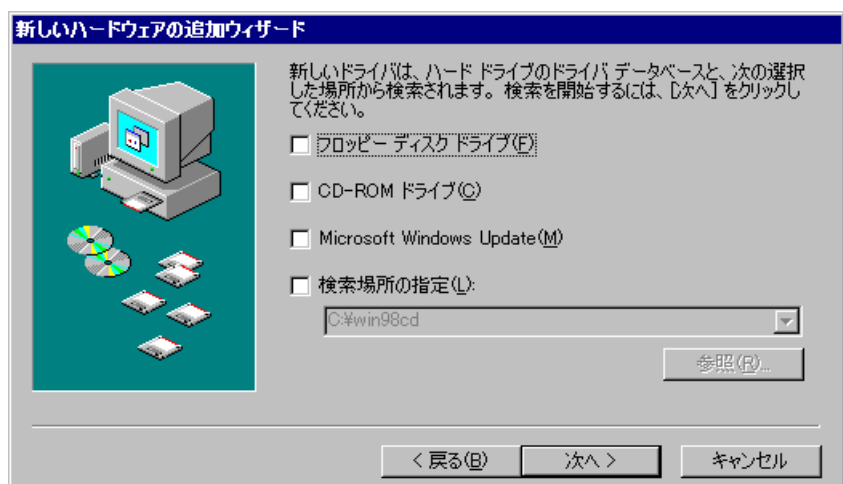 新しいハードウェアの追加ウィザード
新しいドライバは、ハード ドライブのドライバ データベースと、次の選択
した場所から検索されます。検索を開始するには、[次へ] をクリックし
てください。
フロッピー ディスク ドライブ(F)
CD-ROM ドライブ(C)
Microsoft Windows Update(M)
検索場所の指定(L):
C:¥win98cd
参照(R)...
< 戻る(B)
次へ >
キャンセル